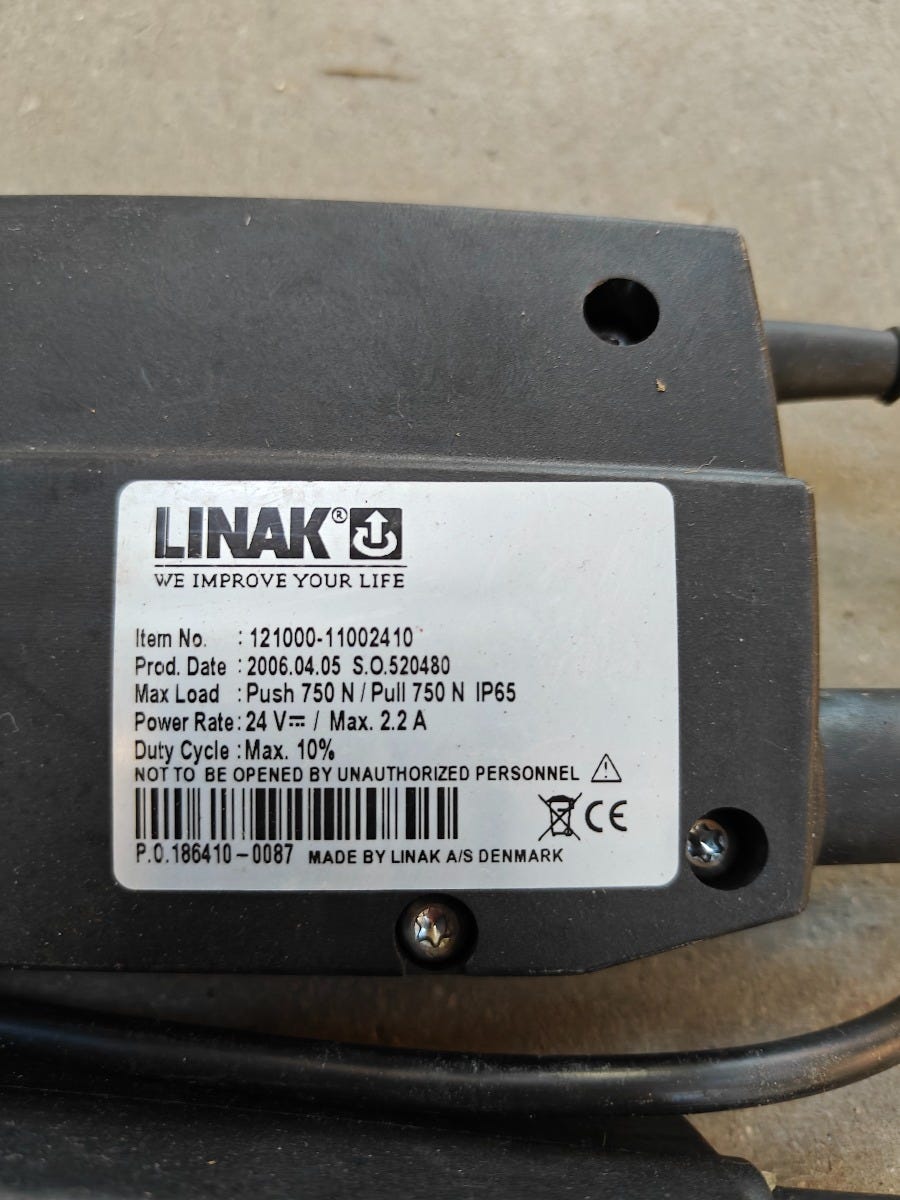 LINAK®
WE IMPROVE YOUR LIFE
Item No. : 121000-11002410
Prod. Date : 2006.04.05 S.O.520480
Max Load : Push 750 N / Pull 750 N IP65
Power Rate : 24 V⎓ / Max. 2.2 A
Duty Cycle : Max. 10%
NOT TO BE OPENED BY UNAUTHORIZED PERSONNEL
CE
P.O.186410-0087 MADE BY LINAK A/S DENMARK